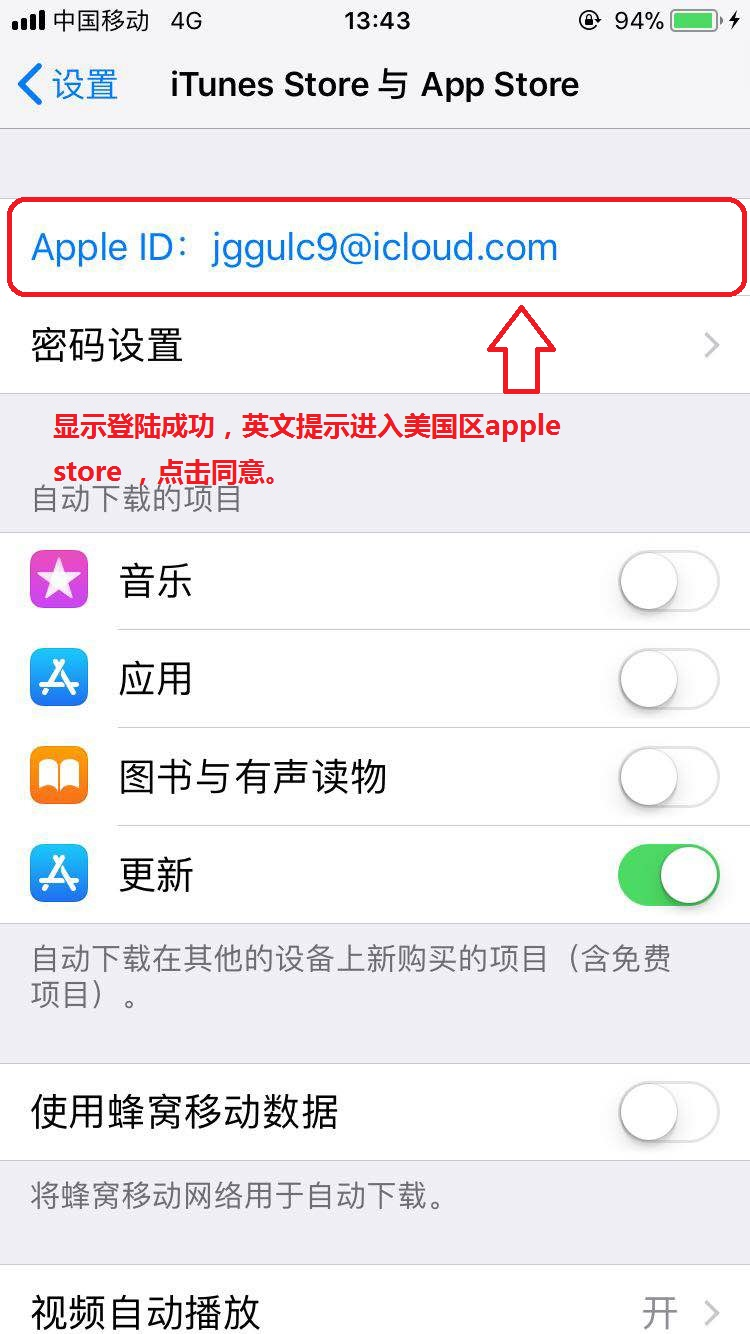 中国移动 4G 13:43 94%
设置 iTunes Store 与 App Store
Apple ID：jggulc9@icloud.com
密码设置
显示登陆成功，英文提示进入美国区apple
store ，点击同意。
自动下载的项目
音乐
应用
图书与有声读物
更新
自动下载在其他的设备上新购买的项目（含免费
项目）。
使用蜂窝移动数据
将蜂窝移动网络用于自动下载。
视频自动播放 开